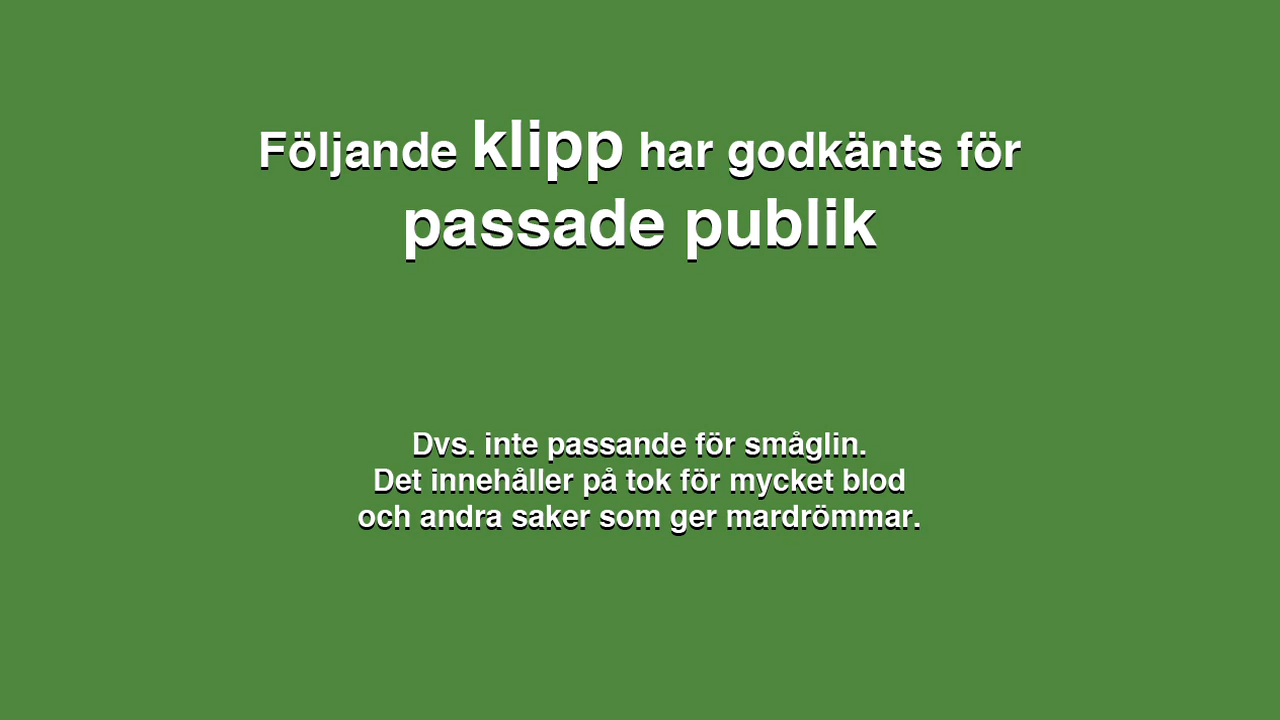 Följande klipp har godkänts för
passade publik
Dvs. inte passande för småglin.
Det innehåller på tok för mycket blod
och andra saker som ger mardrömmar.